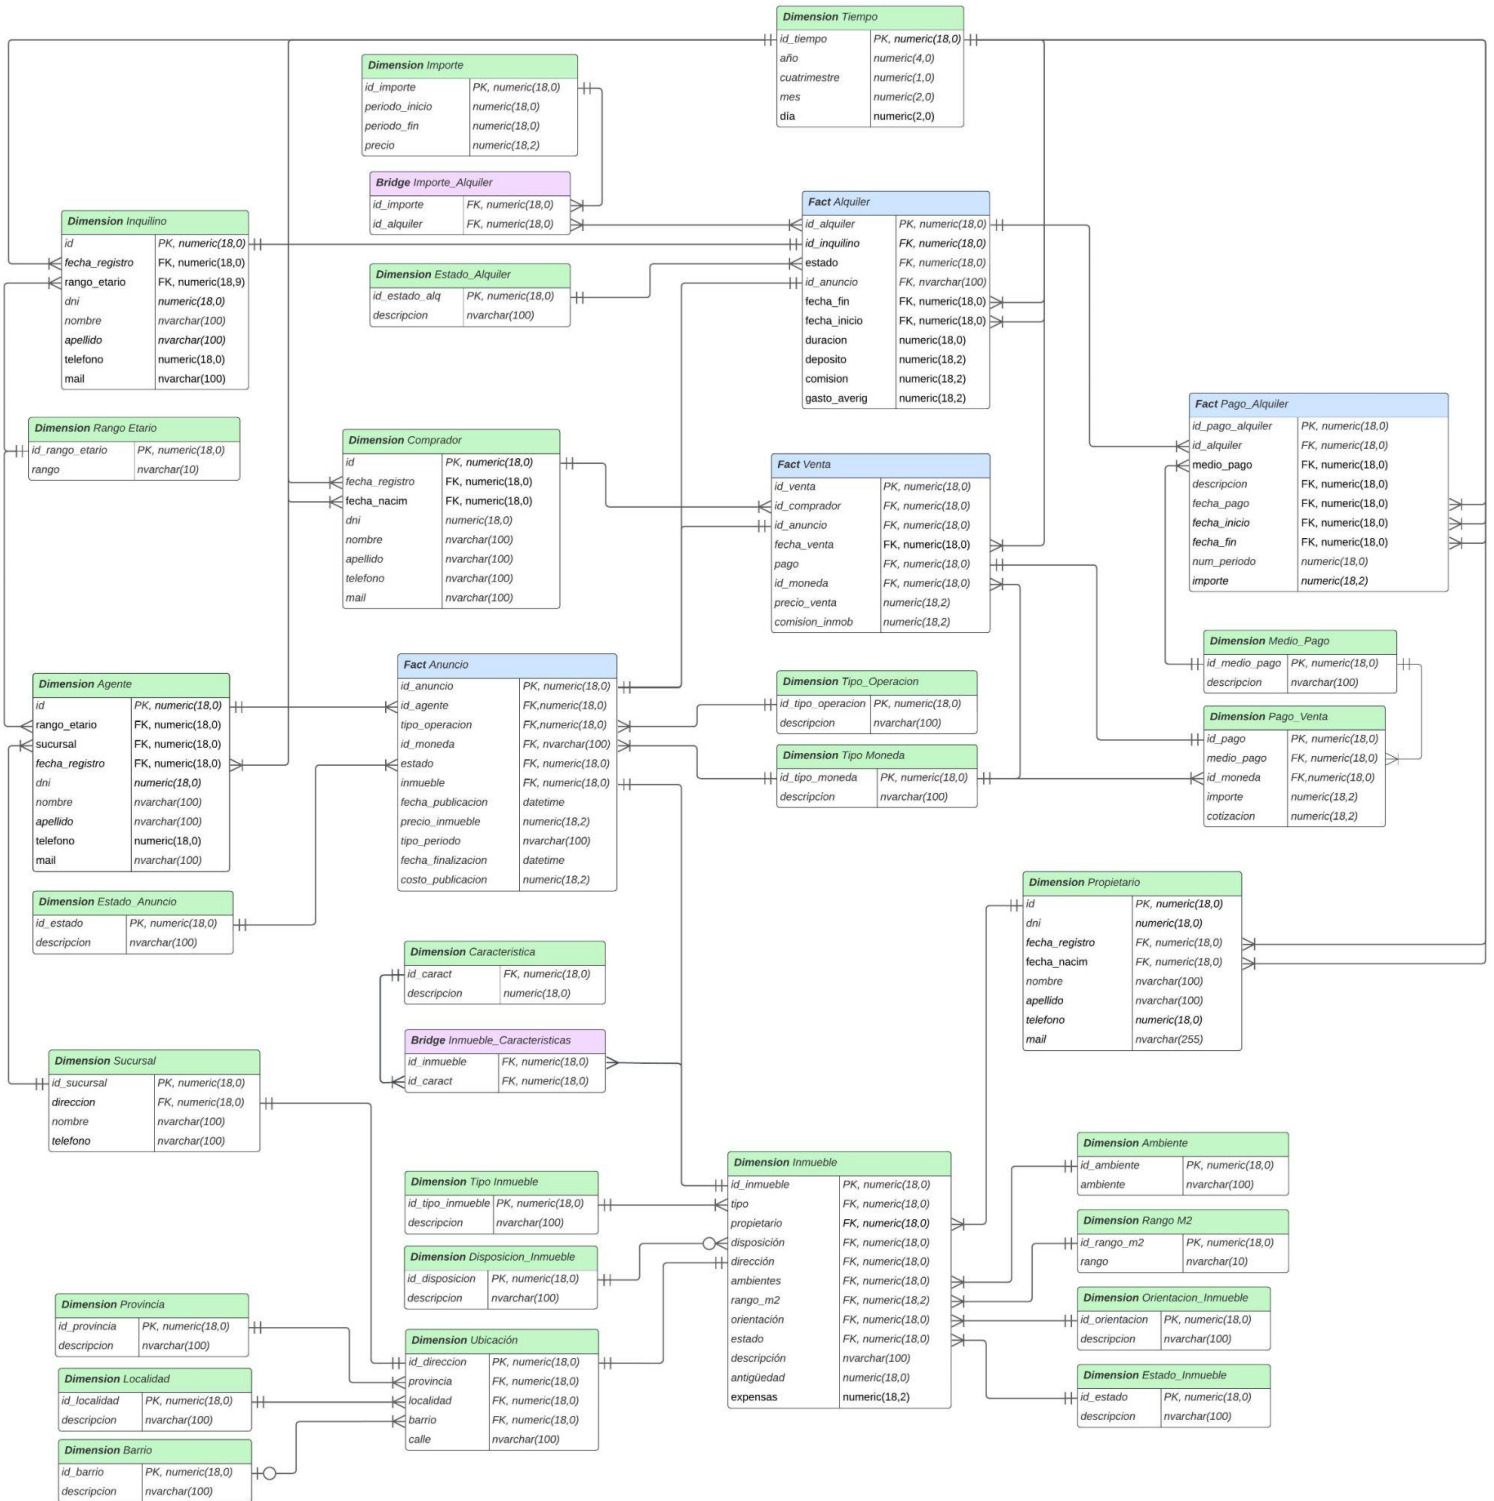 Dimension Tiempo
id_tiempo PK, numeric(18,0)
año numeric(4,0)
cuatrimestre numeric(1,0)
mes numeric(2,0)
día numeric(2,0)
Dimension Importe
id_importe PK, numeric(18,0)
periodo_inicio numeric(18,0)
periodo_fin numeric(18,0)
precio numeric(18,2)
Bridge Importe_Alquiler
id_importe FK, numeric(18,0)
id_alquiler FK, numeric(18,0)
Dimension Inquilino
id PK, numeric(18,0)
fecha_registro FK, numeric(18,0)
rango_etario FK, numeric(18,9)
dni numeric(18,0)
nombre nvarchar(100)
apellido nvarchar(100)
telefono numeric(18,0)
mail nvarchar(100)
Dimension Estado_Alquiler
id_estado_alq PK, numeric(18,0)
descripcion nvarchar(100)
Fact Alquiler
id_alquiler PK, numeric(18,0)
id_inquilino FK, numeric(18,0)
estado FK, numeric(18,0)
id_anuncio FK, nvarchar(100)
fecha_fin FK, numeric(18,0)
fecha_inicio FK, numeric(18,0)
duracion numeric(18,0)
deposito numeric(18,2)
comision numeric(18,2)
gasto_averig numeric(18,2)
Fact Pago_Alquiler
id_pago_alquiler PK, numeric(18,0)
id_alquiler FK, numeric(18,0)
medio_pago FK, numeric(18,0)
descripcion FK, numeric(18,0)
fecha_pago FK, numeric(18,0)
fecha_inicio FK, numeric(18,0)
fecha_fin FK, numeric(18,0)
num_periodo numeric(18,0)
importe numeric(18,2)
Dimension Rango Etario
id_rango_etario PK, numeric(18,0)
rango nvarchar(10)
Dimension Comprador
id PK, numeric(18,0)
fecha_registro FK, numeric(18,0)
fecha_nacim FK, numeric(18,0)
dni numeric(18,0)
nombre nvarchar(100)
apellido nvarchar(100)
telefono nvarchar(100)
mail nvarchar(100)
Fact Venta
id_venta PK, numeric(18,0)
id_comprador FK, numeric(18,0)
id_anuncio FK, numeric(18,0)
fecha_venta FK, numeric(18,0)
pago FK, numeric(18,0)
id_moneda FK, numeric(18,0)
precio_venta numeric(18,2)
comision_inmob numeric(18,2)
Dimension Medio_Pago
id_medio_pago PK, numeric(18,0)
descripcion nvarchar(100)
Dimension Agente
id PK, numeric(18,0)
rango_etario FK, numeric(18,0)
sucursal FK, numeric(18,0)
fecha_registro FK, numeric(18,0)
dni numeric(18,0)
nombre nvarchar(100)
apellido nvarchar(100)
telefono numeric(18,0)
mail nvarchar(100)
Fact Anuncio
id_anuncio PK, numeric(18,0)
id_agente FK,numeric(18,0)
tipo_operacion FK,numeric(18,0)
id_moneda FK, nvarchar(100)
estado FK, numeric(18,0)
inmueble FK, numeric(18,0)
fecha_publicacion datetime
precio_inmueble numeric(18,2)
tipo_periodo nvarchar(100)
fecha_finalizacion datetime
costo_publicacion numeric(18,2)
Dimension Tipo_Operacion
id_tipo_operacion PK, numeric(18,0)
descripcion nvarchar(100)
Dimension Tipo Moneda
id_tipo_moneda PK, numeric(18,0)
descripcion nvarchar(100)
Dimension Pago_Venta
id_pago PK, numeric(18,0)
medio_pago FK, numeric(18,0)
id_moneda FK,numeric(18,0)
importe numeric(18,2)
cotizacion numeric(18,2)
Dimension Estado_Anuncio
id_estado PK, numeric(18,0)
descripcion nvarchar(100)
Dimension Propietario
id PK, numeric(18,0)
dni numeric(18,0)
fecha_registro FK, numeric(18,0)
fecha_nacim FK, numeric(18,0)
nombre nvarchar(100)
apellido nvarchar(100)
telefono numeric(18,0)
mail nvarchar(255)
Dimension Caracteristica
id_caract FK, numeric(18,0)
descripcion numeric(18,0)
Bridge Inmueble_Caracteristicas
id_inmueble FK, numeric(18,0)
id_caract FK, numeric(18,0)
Dimension Sucursal
id_sucursal PK, numeric(18,0)
direccion FK, numeric(18,0)
nombre nvarchar(100)
telefono nvarchar(100)
Dimension Tipo Inmueble
id_tipo_inmueble PK, numeric(18,0)
descripcion nvarchar(100)
Dimension Disposicion_Inmueble
id_disposicion PK, numeric(18,0)
descripcion nvarchar(100)
Dimension Inmueble
id_inmueble PK, numeric(18,0)
tipo FK, numeric(18,0)
propietario FK, numeric(18,0)
disposición FK, numeric(18,0)
dirección FK, numeric(18,0)
ambientes FK, numeric(18,0)
rango_m2 FK, numeric(18,2)
orientación FK, numeric(18,0)
estado FK, numeric(18,0)
descripción nvarchar(100)
antigüedad numeric(18,0)
expensas numeric(18,2)
Dimension Ambiente
id_ambiente PK, numeric(18,0)
ambiente nvarchar(100)
Dimension Rango M2
id_rango_m2 PK, numeric(18,0)
rango nvarchar(10)
Dimension Orientacion_Inmueble
id_orientacion PK, numeric(18,0)
descripcion nvarchar(100)
Dimension Estado_Inmueble
id_estado PK, numeric(18,0)
descripcion nvarchar(100)
Dimension Provincia
id_provincia PK, numeric(18,0)
descripcion nvarchar(100)
Dimension Localidad
id_localidad PK, numeric(18,0)
descripcion nvarchar(100)
Dimension Barrio
id_barrio PK, numeric(18,0)
descripcion nvarchar(100)
Dimension Ubicación
id_direccion PK, numeric(18,0)
provincia FK, numeric(18,0)
localidad FK, numeric(18,0)
barrio FK, numeric(18,0)
calle nvarchar(100)